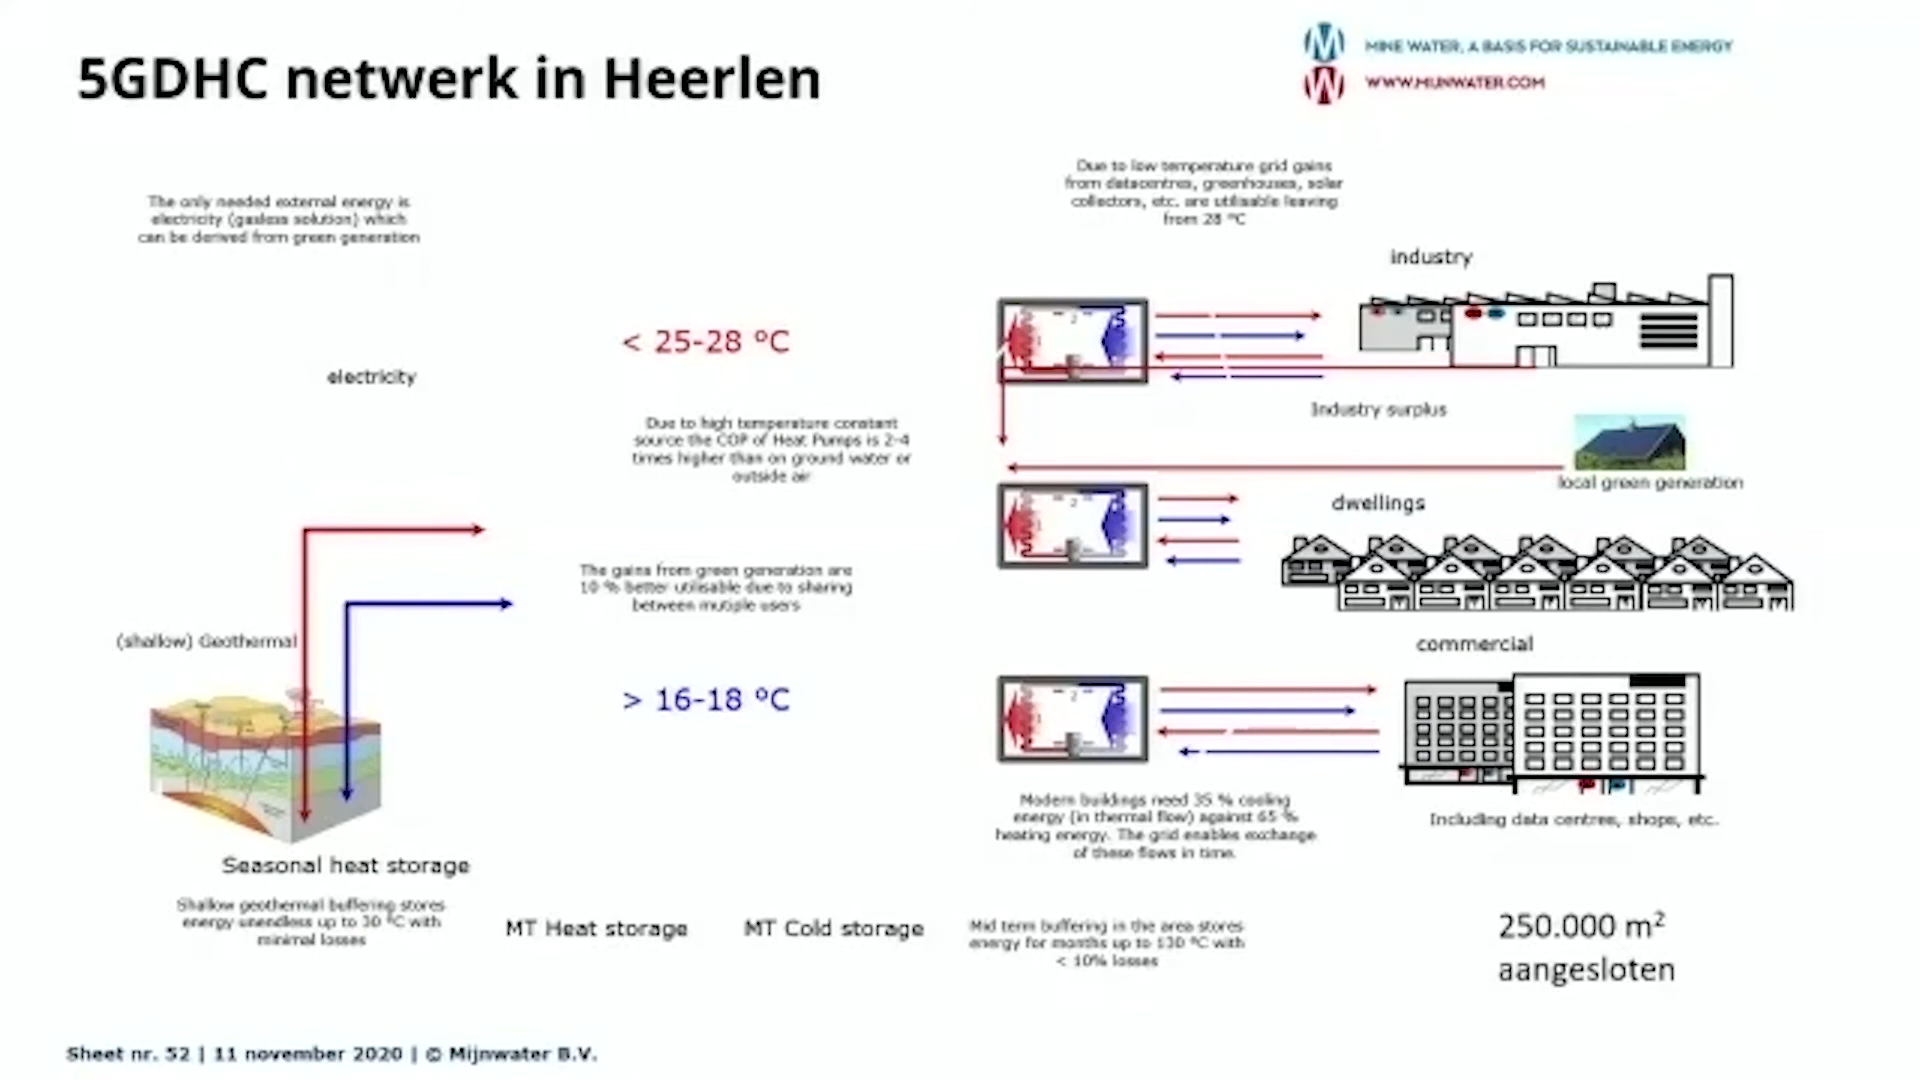 5GDHC netwerk in Heerlen
MINE WATER, A BASIS FOR SUSTAINABLE ENERGY
WWW.MIJNWATER.COM
The only needed external energy is
electricity (gasless solution) which
can be derived from green generation
Due to low temperature grid gains
from datacentres, greenhouses, solar
collectors, etc. are utilisable leaving
from 28 °C
industry
< 25-28 °C
electricity
Industry surplus
Due to high temperature constant
source the COP of Heat Pumps is 2-4
times higher than on ground water or
outside air
local green generation
dwellings
The gains from green generation are
10 % better utilisable due to sharing
between mutiple users
(shallow) Geothermal
commercial
> 16-18 °C
Modern buildings need 35 % cooling
energy (in thermal flow) against 65 %
heating energy. The grid enables exchange
of these flows in time.
Including data centres, shops, etc.
Seasonal heat storage
Shallow geothermal buffering stores
energy unendless up to 30 °C with
minimal losses
MT Heat storage
MT Cold storage
Mid term buffering in the area stores
energy for months up to 130 °C with
< 10% losses
250.000 m²
aangesloten
Sheet nr. 52 | 11 november 2020 | © Mijnwater B.V.